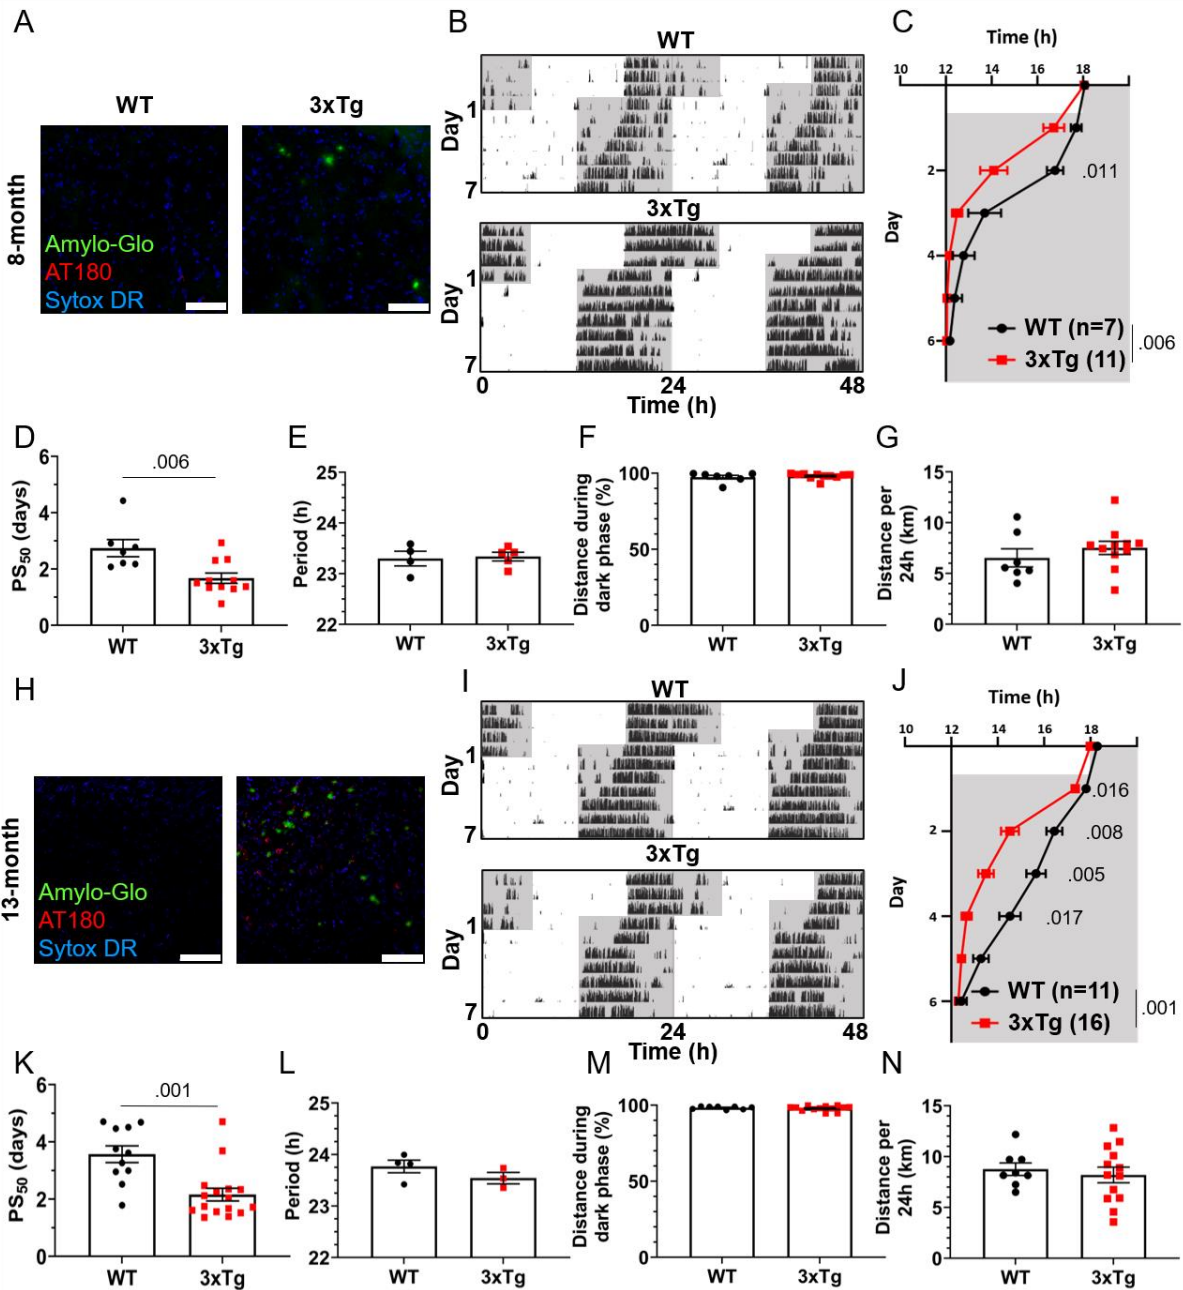 A
WT
3xTg
8-month
Amylo-Glo
AT180
Sytox DR
B
WT
Day
1
7
3xTg
Day
1
7
0
24
48
Time (h)
C
Time (h)
10
12
14
16
18
Day
2
4
6
.011
WT (n=7)
3xTg (11)
.006
D
PS50 (days)
6
4
2
0
.006
WT
3xTg
E
Period (h)
25
24
23
22
WT
3xTg
F
Distance during
dark phase (%)
100
50
0
WT
3xTg
G
Distance per
24h (km)
15
10
5
0
WT
3xTg
H
13-month
Amylo-Glo
AT180
Sytox DR
I
WT
Day
1
7
3xTg
Day
1
7
0
24
48
Time (h)
J
Time (h)
10
12
14
16
18
Day
2
4
6
.016
.008
.005
.017
WT (n=11)
3xTg (16)
.001
K
PS50 (days)
6
4
2
0
.001
WT
3xTg
L
Period (h)
25
24
23
22
WT
3xTg
M
Distance during
dark phase (%)
100
50
0
WT
3xTg
N
Distance per
24h (km)
15
10
5
0
WT
3xTg